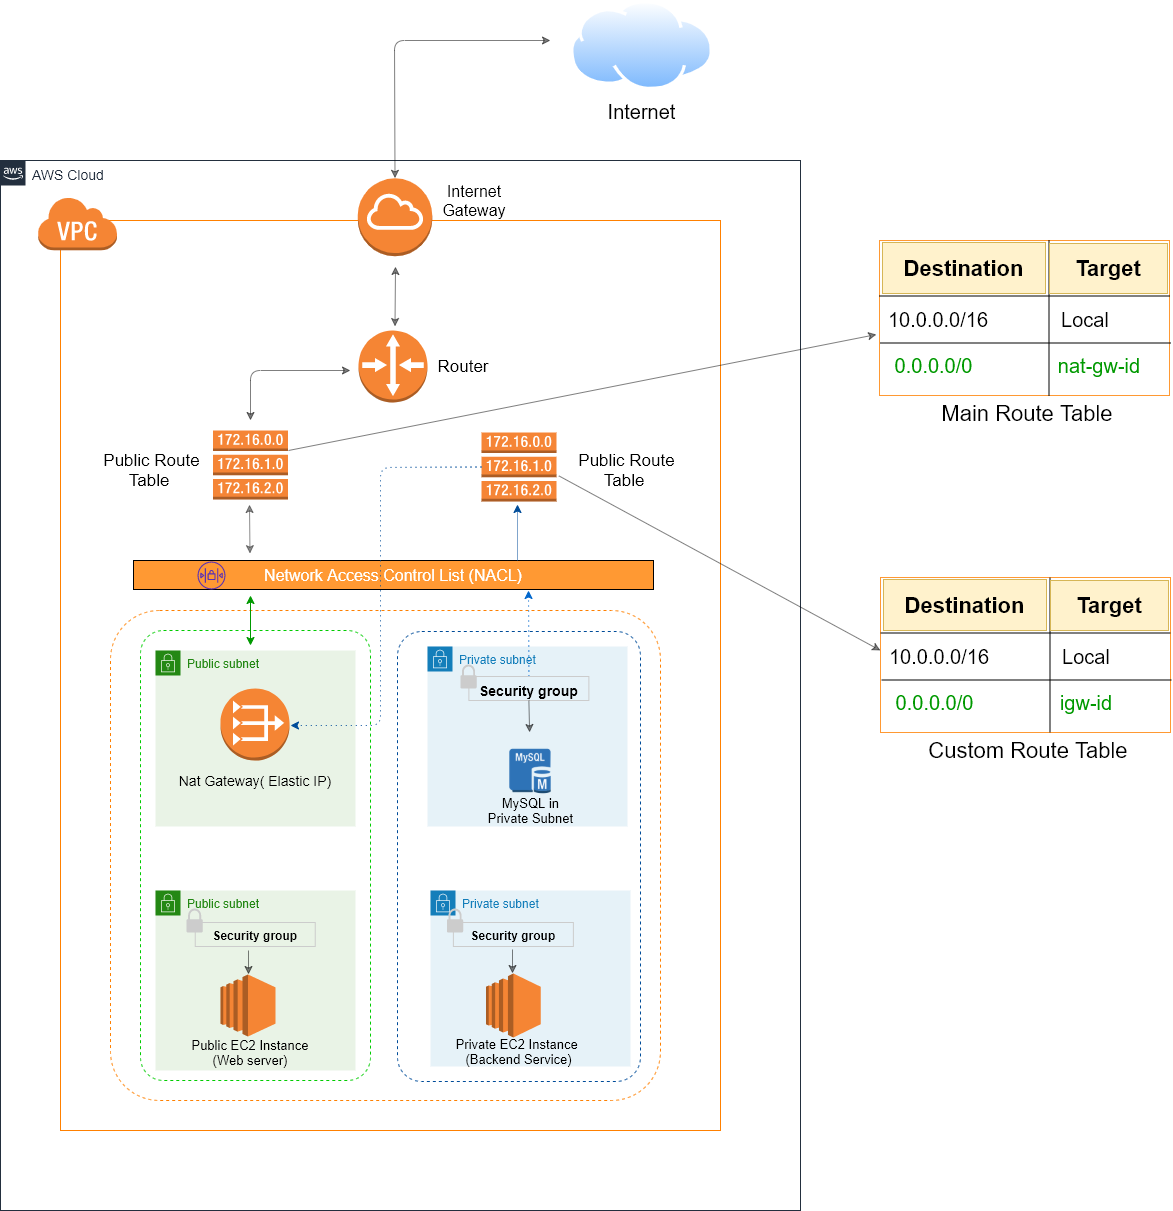 Internet
aws
AWS Cloud
Internet
Gateway
VPC
Destination Target
10.0.0.0/16 Local
0.0.0.0/0 nat-gw-id
Main Route Table
Router
Public Route
Table
172.16.0.0
172.16.1.0
172.16.2.0
172.16.0.0
172.16.1.0
172.16.2.0
Public Route
Table
Network Access Control List (NACL)
Destination Target
10.0.0.0/16 Local
0.0.0.0/0 igw-id
Custom Route Table
Public subnet
Nat Gateway( Elastic IP)
Private subnet
Security group
MySQL
M
MySQL in
Private Subnet
Public subnet
Security group
Public EC2 Instance
(Web server)
Private subnet
Security group
Private EC2 Instance
(Backend Service)